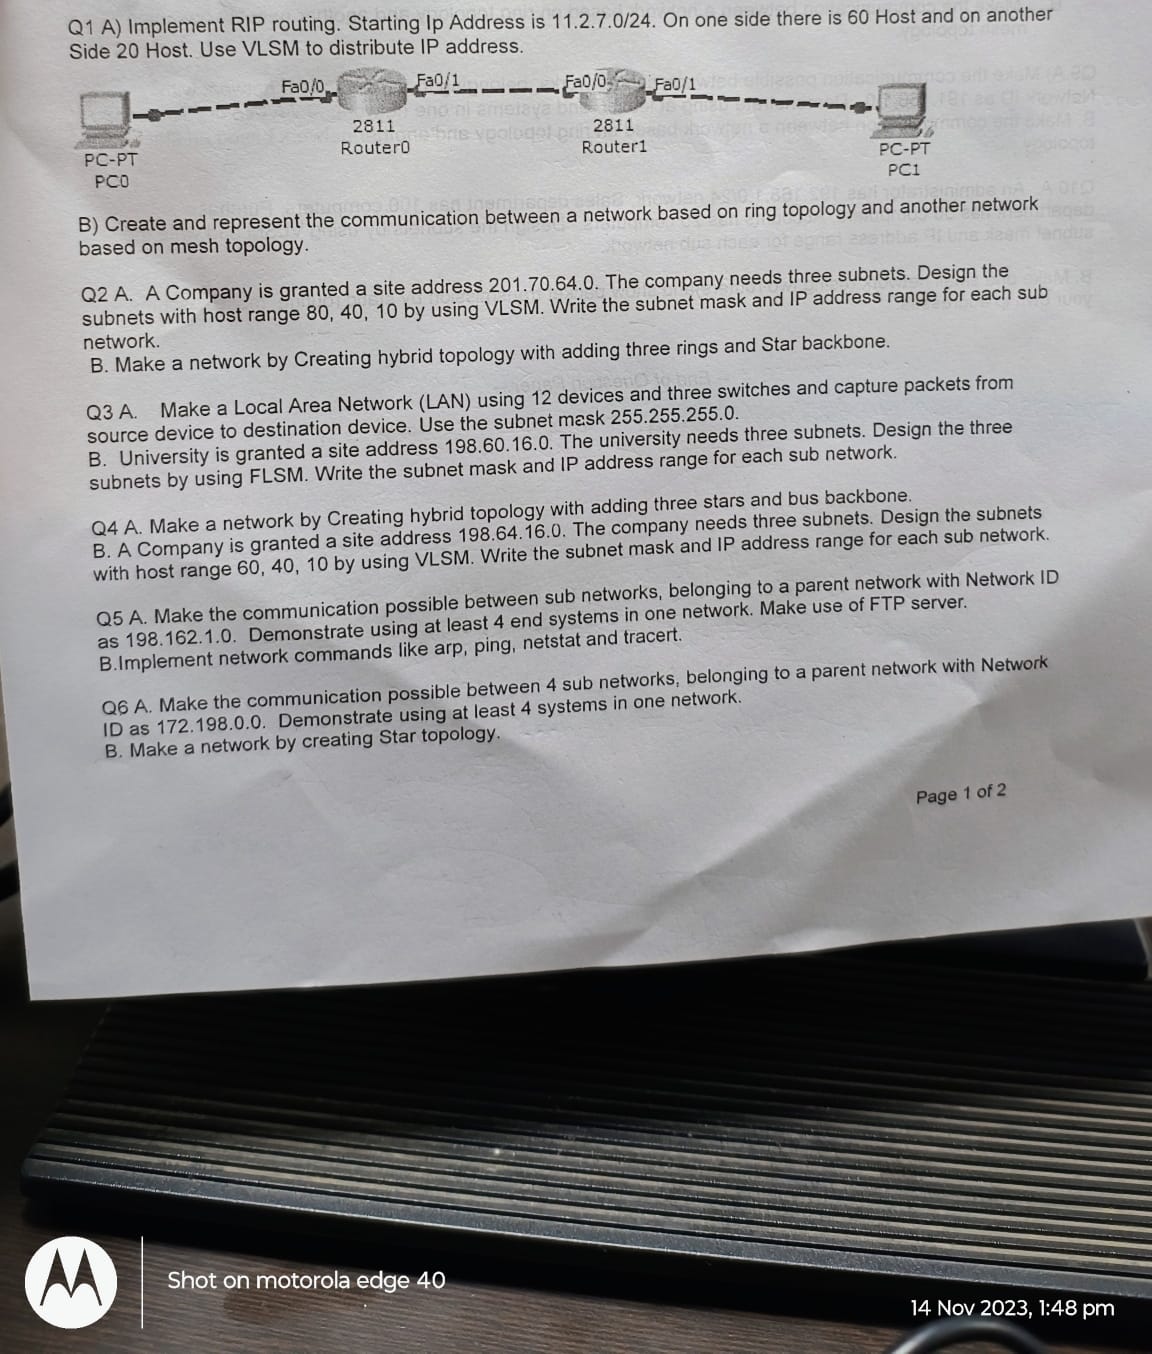 Q1 A) Implement RIP routing. Starting Ip Address is 11.2.7.0/24. On one side there is 60 Host and on another
Side 20 Host. Use VLSM to distribute IP address.
Fa0/0 Fa0/1 Fa0/0 Fa0/1
2811 2811
PC-PT Router0 Router1 PC-PT
PC0 PC1
B) Create and represent the communication between a network based on ring topology and another network
based on mesh topology.
Q2 A. A Company is granted a site address 201.70.64.0. The company needs three subnets. Design the
subnets with host range 80, 40, 10 by using VLSM. Write the subnet mask and IP address range for each sub
network.
B. Make a network by Creating hybrid topology with adding three rings and Star backbone.
Q3 A. Make a Local Area Network (LAN) using 12 devices and three switches and capture packets from
source device to destination device. Use the subnet mask 255.255.255.0.
B. University is granted a site address 198.60.16.0. The university needs three subnets. Design the three
subnets by using FLSM. Write the subnet mask and IP address range for each sub network.
Q4 A. Make a network by Creating hybrid topology with adding three stars and bus backbone.
B. A Company is granted a site address 198.64.16.0. The company needs three subnets. Design the subnets
with host range 60, 40, 10 by using VLSM. Write the subnet mask and IP address range for each sub network.
Q5 A. Make the communication possible between sub networks, belonging to a parent network with Network ID
as 198.162.1.0. Demonstrate using at least 4 end systems in one network. Make use of FTP server.
B.Implement network commands like arp, ping, netstat and tracert.
Q6 A. Make the communication possible between 4 sub networks, belonging to a parent network with Network
ID as 172.198.0.0. Demonstrate using at least 4 systems in one network.
B. Make a network by creating Star topology.
Page 1 of 2
Shot on motorola edge 40
14 Nov 2023, 1:48 pm